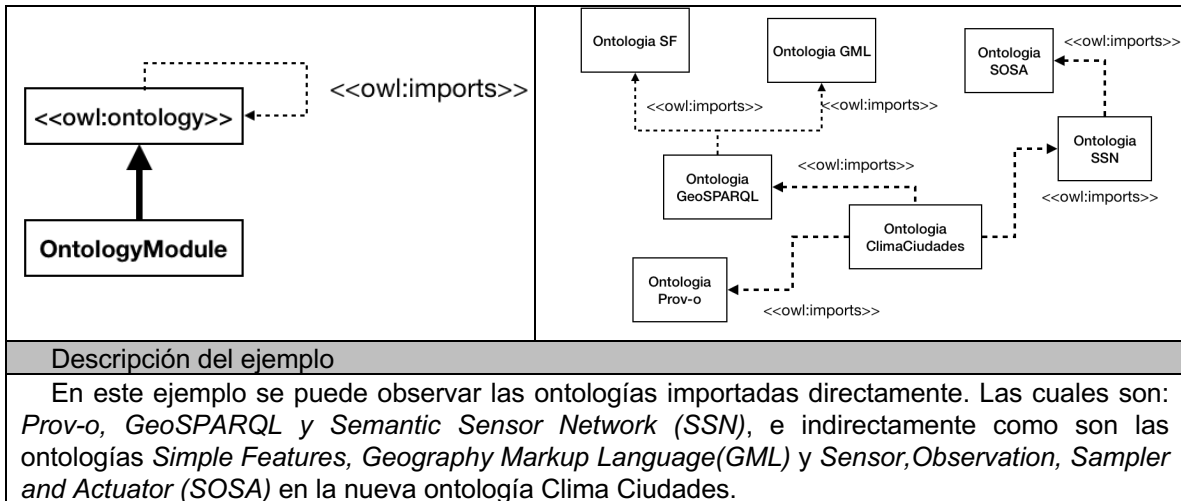 <<owl:ontology>>
<<owl:imports>>
OntologyModule
Ontologia SF
Ontologia GML
Ontologia
SOSA
<<owl:imports>>
<<owl:imports>>
<<owl:imports>>
Ontologia
SSN
Ontologia
GeoSPARQL
<<owl:imports>>
<<owl:imports>>
Ontologia
ClimaCiudades
Ontologia
Prov-o
<<owl:imports>>
Descripción del ejemplo
En este ejemplo se puede observar las ontologías importadas directamente. Las cuales son:
Prov-o, GeoSPARQL y Semantic Sensor Network (SSN), e indirectamente como son las
ontologías Simple Features, Geography Markup Language(GML) y Sensor,Observation, Sampler
and Actuator (SOSA) en la nueva ontología Clima Ciudades.